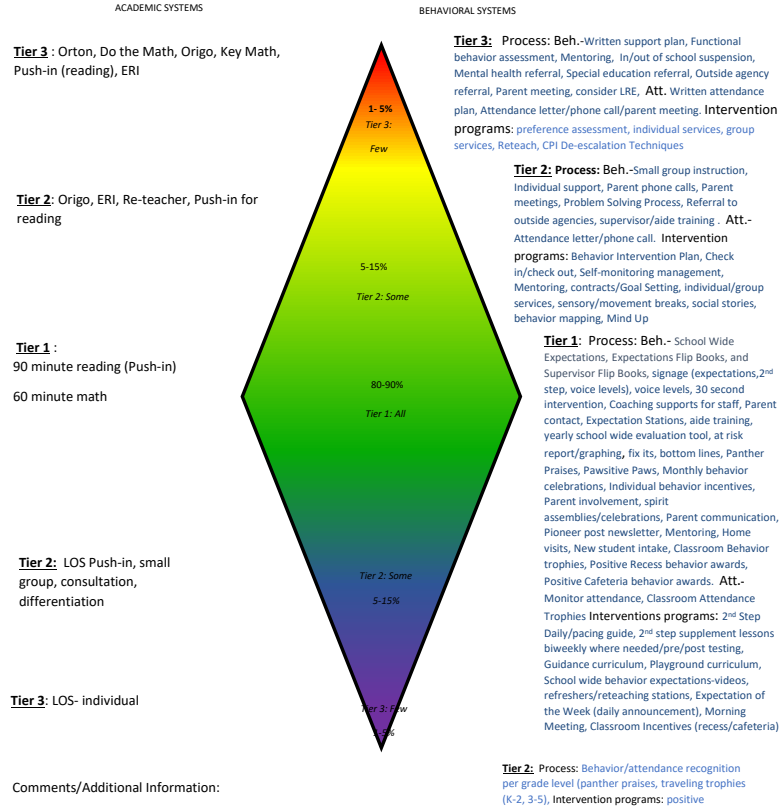 ACADEMIC SYSTEMS
BEHAVIORAL SYSTEMS
Tier 3 : Orton, Do the Math, Origo, Key Math,
Push-in (reading), ERI
Tier 2: Origo, ERI, Re-teacher, Push-in for
reading
Tier 1 :
90 minute reading (Push-in)
60 minute math
Tier 2: LOS Push-in, small
group, consultation,
differentiation
Tier 3: LOS- individual
Comments/Additional Information:
1- 5%
Tier 3:
Few
5-15%
Tier 2: Some
80-90%
Tier 1: All
Tier 2: Some
5-15%
Tier 3: Few
1-5%
Tier 3: Process: Beh.-Written support plan, Functional
behavior assessment, Mentoring, In/out of school suspension,
Mental health referral, Special education referral, Outside agency
referral, Parent meeting, consider LRE, Att. Written attendance
plan, Attendance letter/phone call/parent meeting. Intervention
programs: preference assessment, individual services, group
services, Reteach, CPI De-escalation Techniques
Tier 2: Process: Beh.-Small group instruction,
Individual support, Parent phone calls, Parent
meetings, Problem Solving Process, Referral to
outside agencies, supervisor/aide training . Att.-
Attendance letter/phone call. Intervention
programs: Behavior Intervention Plan, Check
in/check out, Self-monitoring management,
Mentoring, contracts/Goal Setting, individual/group
services, sensory/movement breaks, social stories,
behavior mapping, Mind Up
Tier 1: Process: Beh.- School Wide
Expectations, Expectations Flip Books, and
Supervisor Flip Books, signage (expectations,2nd
step, voice levels), voice levels, 30 second
intervention, Coaching supports for staff, Parent
contact, Expectation Stations, aide training,
yearly school wide evaluation tool, at risk
report/graphing, fix its, bottom lines, Panther
Praises, Pawsitive Paws, Monthly behavior
celebrations, Individual behavior incentives,
Parent involvement, spirit
assemblies/celebrations, Parent communication,
Pioneer post newsletter, Mentoring, Home
visits, New student intake, Classroom Behavior
trophies, Positive Recess behavior awards,
Positive Cafeteria behavior awards. Att.-
Monitor attendance, Classroom Attendance
Trophies Interventions programs: 2nd Step
Daily/pacing guide, 2nd step supplement lessons
biweekly where needed/pre/post testing,
Guidance curriculum, Playground curriculum,
School wide behavior expectations-videos,
refreshers/reteaching stations, Expectation of
the Week (daily announcement), Morning
Meeting, Classroom Incentives (recess/cafeteria)
Tier 2: Process: Behavior/attendance recognition
per grade level (panther praises, traveling trophies
(K-2, 3-5), Intervention programs: positive